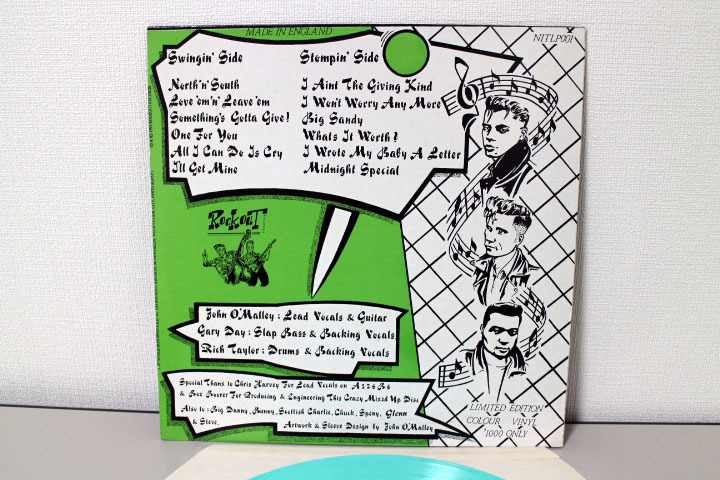 MADE IN ENGLAND
NITLP001
Swingin' Side
North'n'South
Love'em'n'Leave'em
Something's Gotta Give!
One For You
All I Can Do Is Cry
I'll Get Mine
Stompin' Side
I Aint The Giving Kind
I Won't Worry Any More
Big Sandy
Whats It Worth?
I Wrote My Baby A Letter
Midnight Special
Rockout
John O'Malley : Lead Vocals & Guitar
Gary Day : Slap Bass & Backing Vocals
Rich Taylor : Drums & Backing Vocals
Special Thans to Chris Harvey For Lead Vocals on
& Boz Boorer For Producing & Engineering This Crazy Mixed Up Disc
Also to : Big Danny, Bunny, Scottish Charlie, Chuck, Spony, Glenn
& Steve.
Artwork & Sleeve Design by John O'Malley
LIMITED EDITION
COLOUR VINYL
1000 ONLY